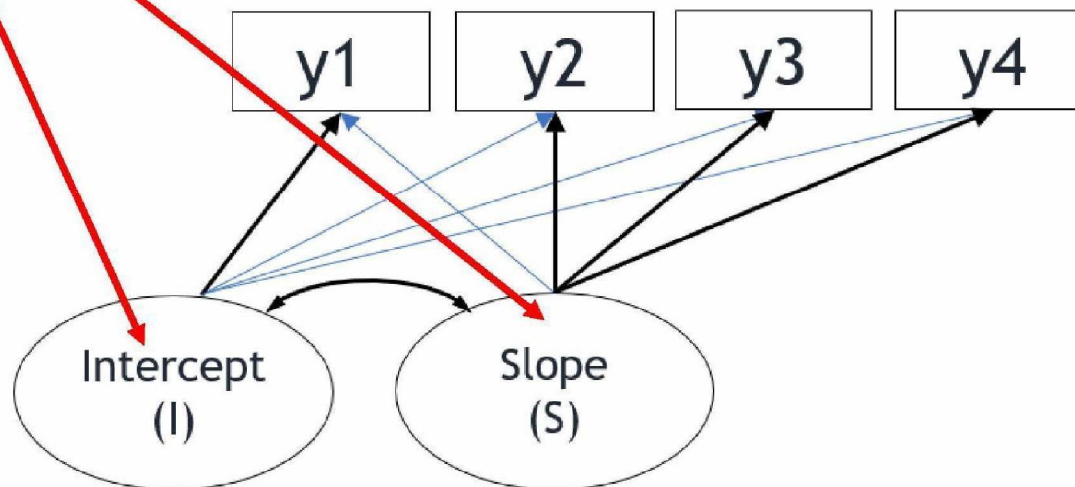 y1
y2
y3
y4
Intercept
(I)
Slope
(S)